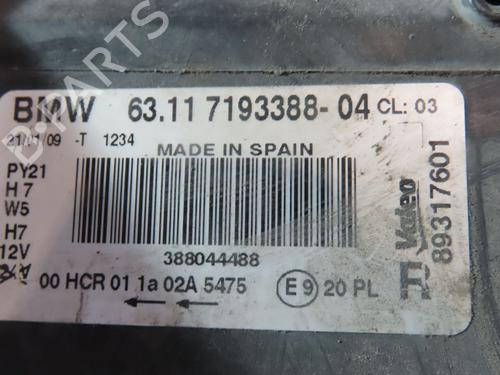 BMW 63.11 7193388-04 CL: 03
-T 1234
MADE IN SPAIN
PY21
H7
W5
H7
12V
388044488
00 HCR 01 1a 02A 5475 E9 20 PL
Valeo
89317601
B-PARTS